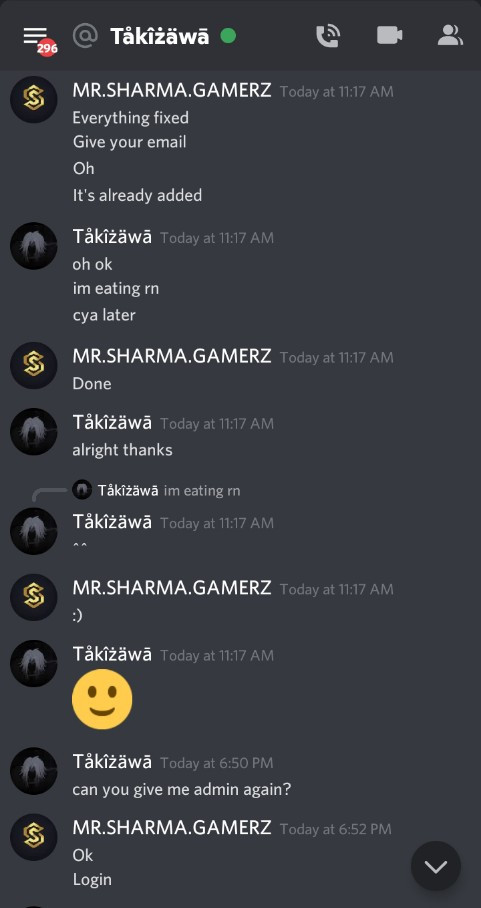 296
@ Tåkîżäwā
MR.SHARMA.GAMERZ Today at 11:17 AM
Everything fixed
Give your email
Oh
It's already added
Tåkîżäwā Today at 11:17 AM
oh ok
im eating rn
cya later
MR.SHARMA.GAMERZ Today at 11:17 AM
Done
Tåkîżäwā Today at 11:17 AM
alright thanks
Tåkîżäwā im eating rn
Tåkîżäwā Today at 11:17 AM
^^
MR.SHARMA.GAMERZ Today at 11:17 AM
:)
Tåkîżäwā Today at 11:17 AM
Tåkîżäwā Today at 6:50 PM
can you give me admin again?
MR.SHARMA.GAMERZ Today at 6:52 PM
Ok
Login